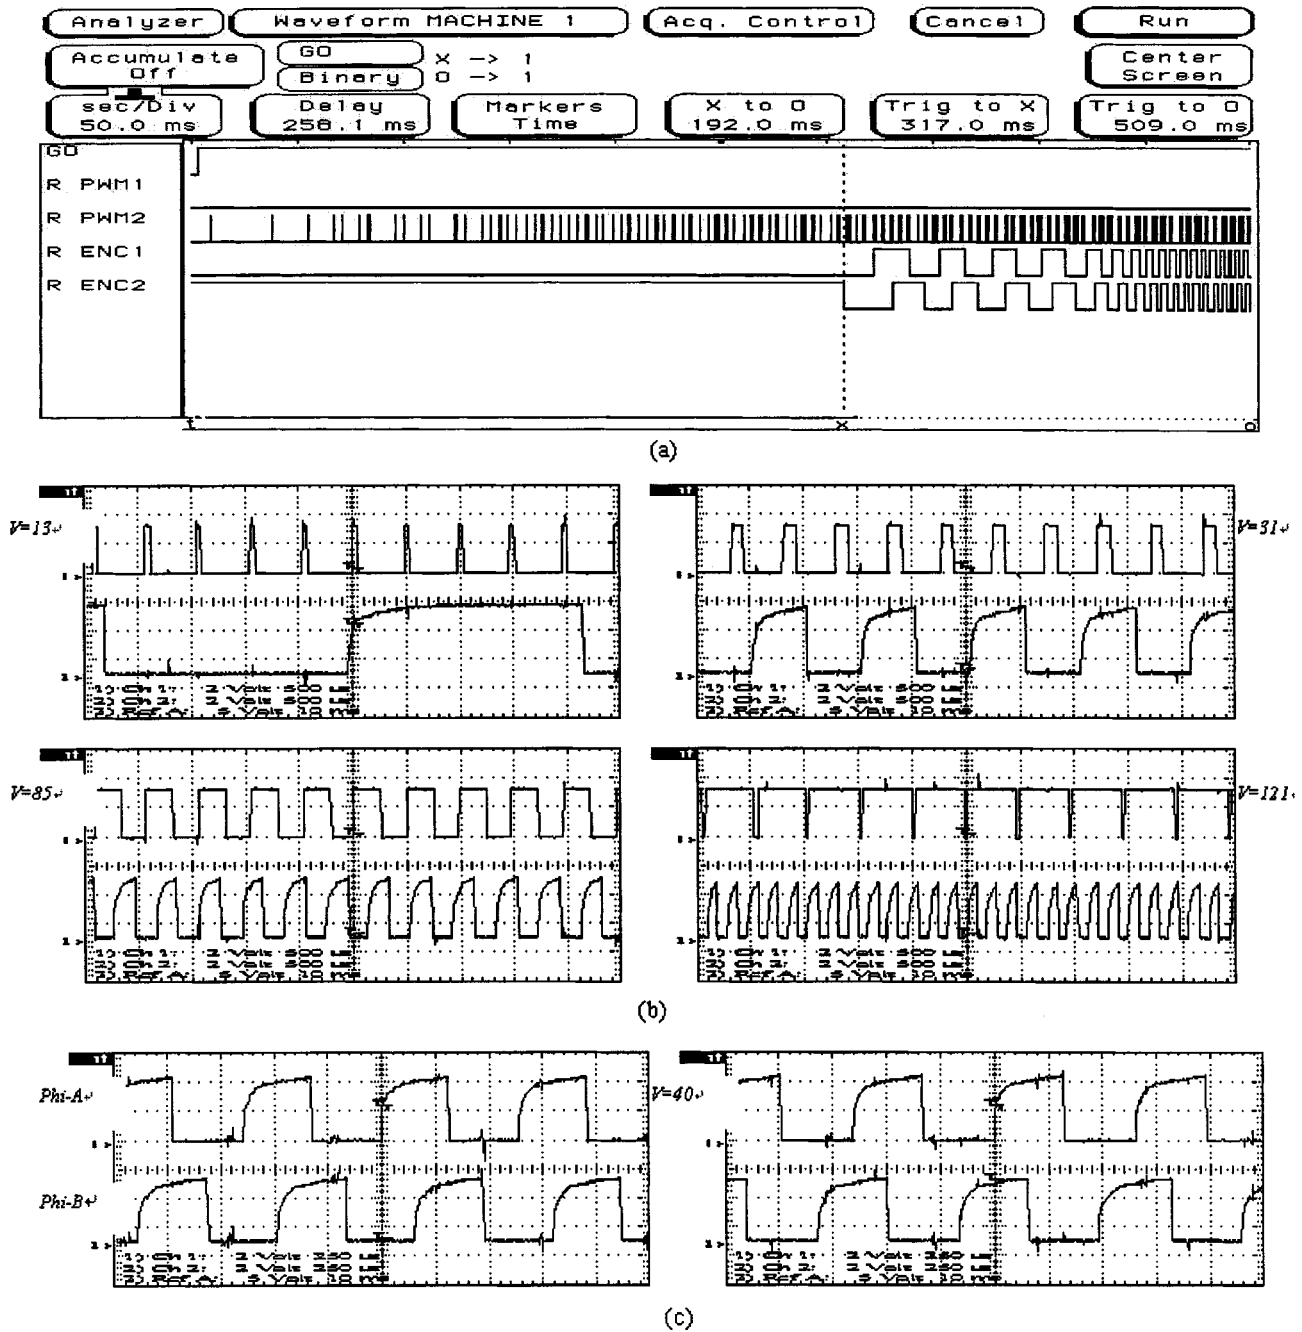 Analyzer Waveform MACHINE 1 Acq. Control Cancel Run
Accumulate Off GO Binary X -> 1 O -> 1 Center Screen
sec/Div 50.0 ms Delay 258.1 ms Markers Time X to O 192.0 ms Trig to X 317.0 ms Trig to O 509.0 ms
GO
R PWM1
R PWM2
R ENC1
R ENC2
t X O
(a)
V=13
V=31
V=85
V=121
(b)
Phi-A
V=40
Phi-B
(c)